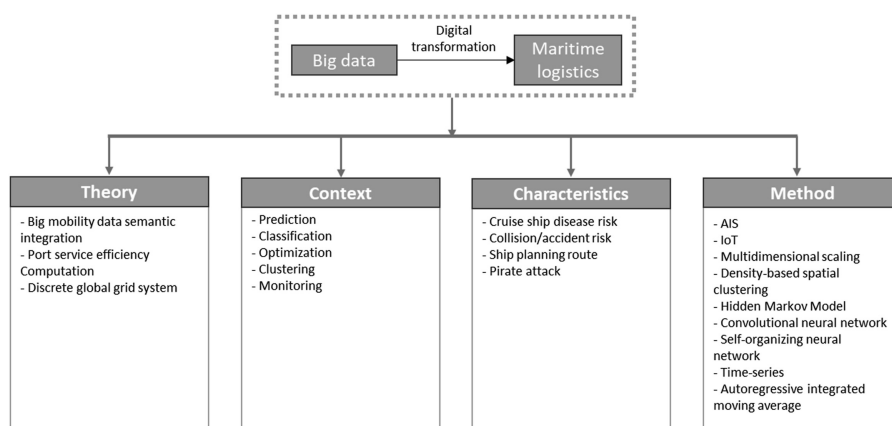 Digital
transformation
Big data
Maritime
logistics
Theory
- Big mobility data semantic
integration
- Port service efficiency
Computation
- Discrete global grid system
Context
- Prediction
- Classification
- Optimization
- Clustering
- Monitoring
Characteristics
- Cruise ship disease risk
- Collision/accident risk
- Ship planning route
- Pirate attack
Method
- AIS
- IoT
- Multidimensional scaling
- Density-based spatial
clustering
- Hidden Markov Model
- Convolutional neural network
- Self-organizing neural
network
- Time-series
- Autoregressive integrated
moving average